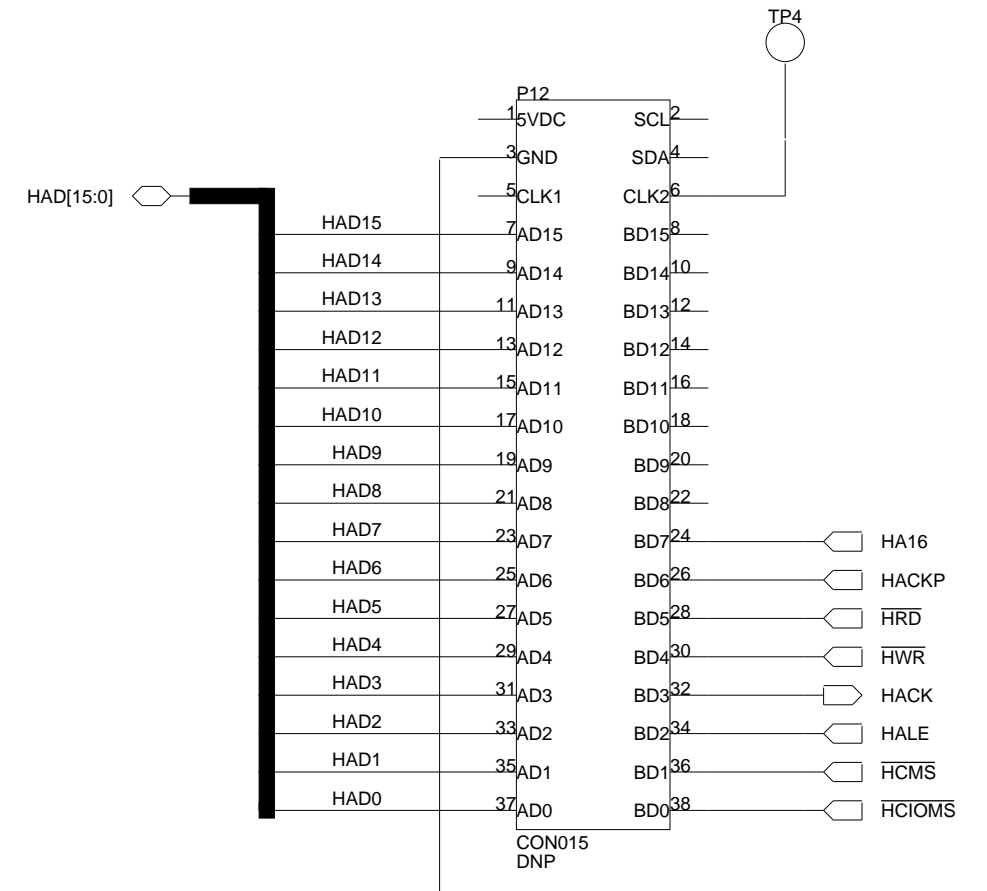 TP4
P12
1 5VDC SCL 2
3 GND SDA 4
HAD[15:0] 5 CLK1 CLK2 6
HAD15 7 AD15 BD15 8
HAD14 9 AD14 BD14 10
HAD13 11 AD13 BD13 12
HAD12 13 AD12 BD12 14
HAD11 15 AD11 BD11 16
HAD10 17 AD10 BD10 18
HAD9 19 AD9 BD9 20
HAD8 21 AD8 BD8 22
HAD7 23 AD7 BD7 24 HA16
HAD6 25 AD6 BD6 26 HACKP
HAD5 27 AD5 BD5 28 HRD
HAD4 29 AD4 BD4 30 HWR
HAD3 31 AD3 BD3 32 HACK
HAD2 33 AD2 BD2 34 HALE
HAD1 35 AD1 BD1 36 HCMS
HAD0 37 AD0 BD0 38 HCIOMS
CON015
DNP